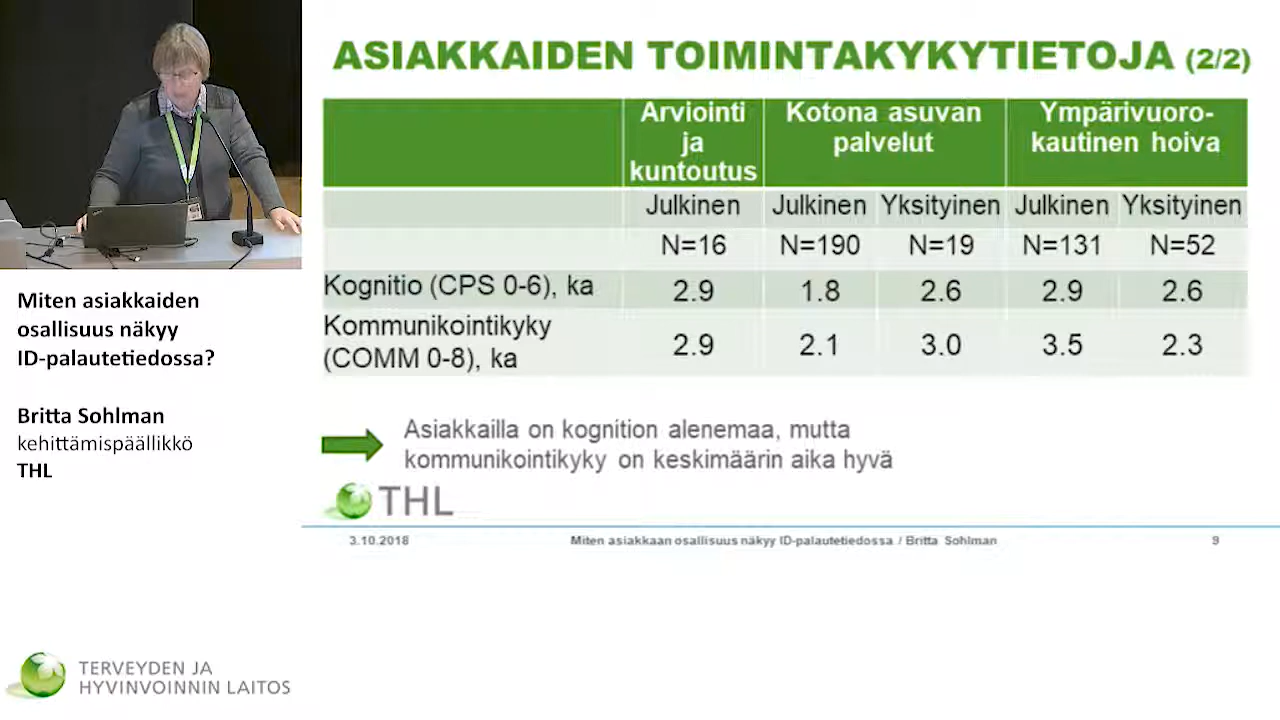 ASIAKKAIDEN TOIMINTAKYKYTIETOJA (2/2)
Arviointi ja kuntoutus
Kotona asuvan palvelut
Ympärivuoro-kautinen hoiva
Julkinen Julkinen Yksityinen Julkinen Yksityinen
N=16 N=190 N=19 N=131 N=52
Kognitio (CPS 0-6), ka 2.9 1.8 2.6 2.9 2.6
Kommunikointikyky
(COMM 0-8), ka 2.9 2.1 3.0 3.5 2.3
Asiakkailla on kognition alenemaa, mutta
kommunikointikyky on keskimäärin aika hyvä
THL
3.10.2018 Miten asiakkaan osallisuus näkyy ID-palautetiedossa / Britta Sohlman 9
Miten asiakkaiden
osallisuus näkyy
ID-palautetiedossa?
Britta Sohlman
kehittämispäällikkö
THL
TERVEYDEN JA
HYVINVOINNIN LAITOS